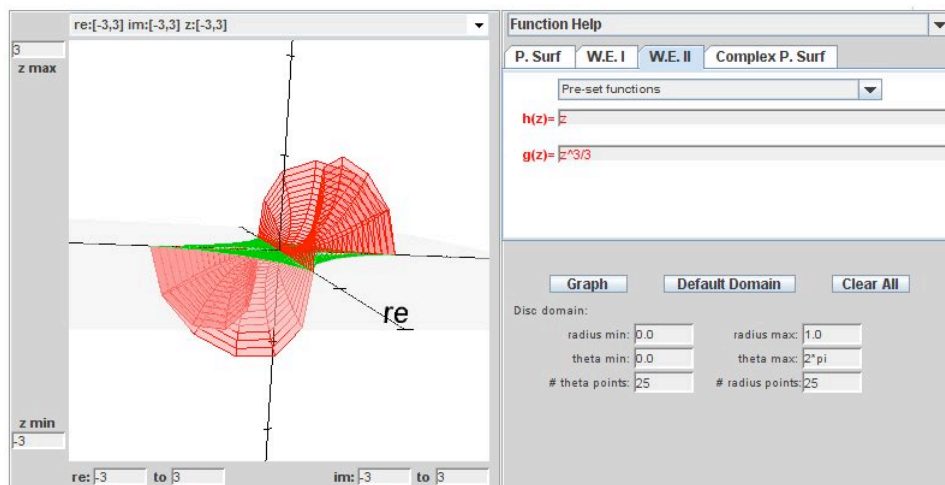 re:[-3,3] im:[-3,3] z:[-3,3]
3
z max
re
z min
-3
re: -3 to 3 im: -3 to 3
Function Help
P. Surf W.E. I W.E. II Complex P. Surf
Pre-set functions
h(z)= z
g(z)= z^3/3
Graph Default Domain Clear All
Disc domain:
radius min: 0.0 radius max: 1.0
theta min: 0.0 theta max: 2*pi
# theta points: 25 # radius points: 25